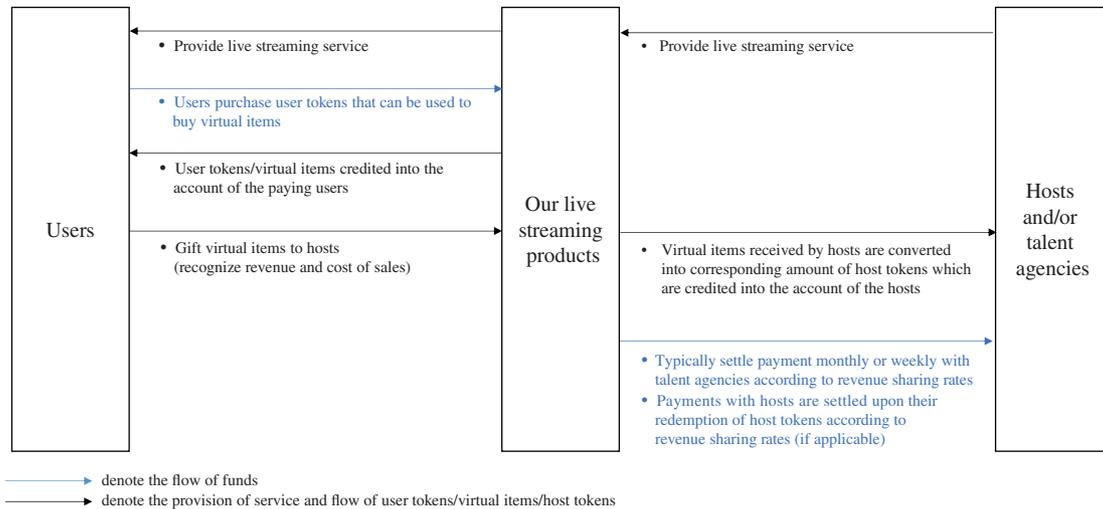 • Provide live streaming service
• Users purchase user tokens that can be used to
buy virtual items
• User tokens/virtual items credited into the
account of the paying users
Users
• Gift virtual items to hosts
(recognize revenue and cost of sales)
Our live
streaming
products
• Provide live streaming service
• Virtual items received by hosts are converted
into corresponding amount of host tokens which
are credited into the account of the hosts
• Typically settle payment monthly or weekly with
talent agencies according to revenue sharing rates
• Payments with hosts are settled upon their
redemption of host tokens according to
revenue sharing rates (if applicable)
Hosts
and/or
talent
agencies
denote the flow of funds
denote the provision of service and flow of user tokens/virtual items/host tokens